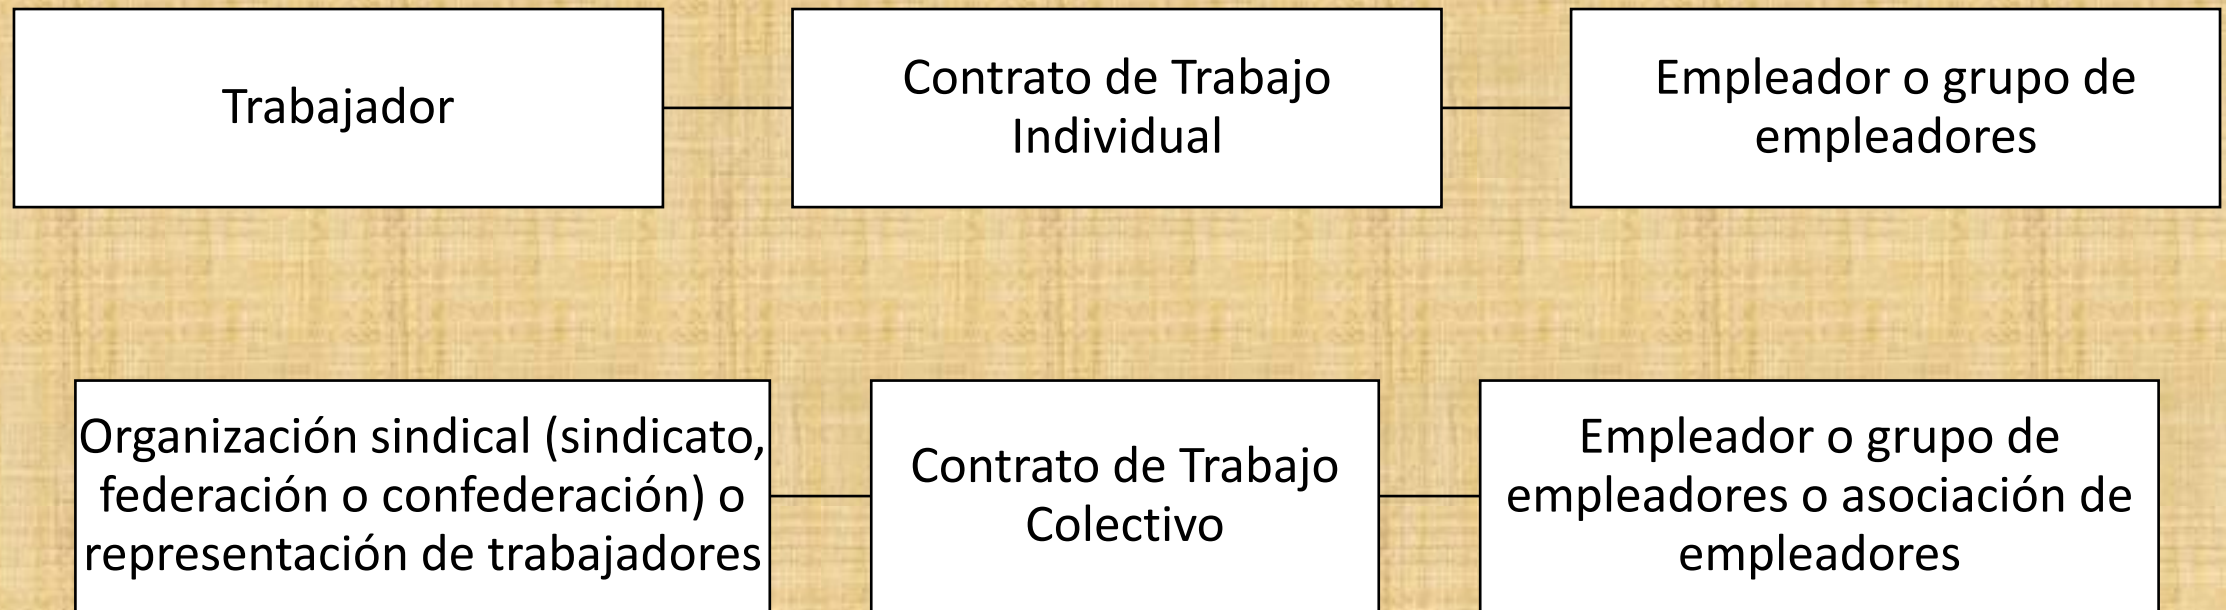 Trabajador
Contrato de Trabajo
Individual
Empleador o grupo de
empleadores
Organización sindical (sindicato,
federación o confederación) o
representación de trabajadores
Contrato de Trabajo
Colectivo
Empleador o grupo de
empleadores o asociación de
empleadores